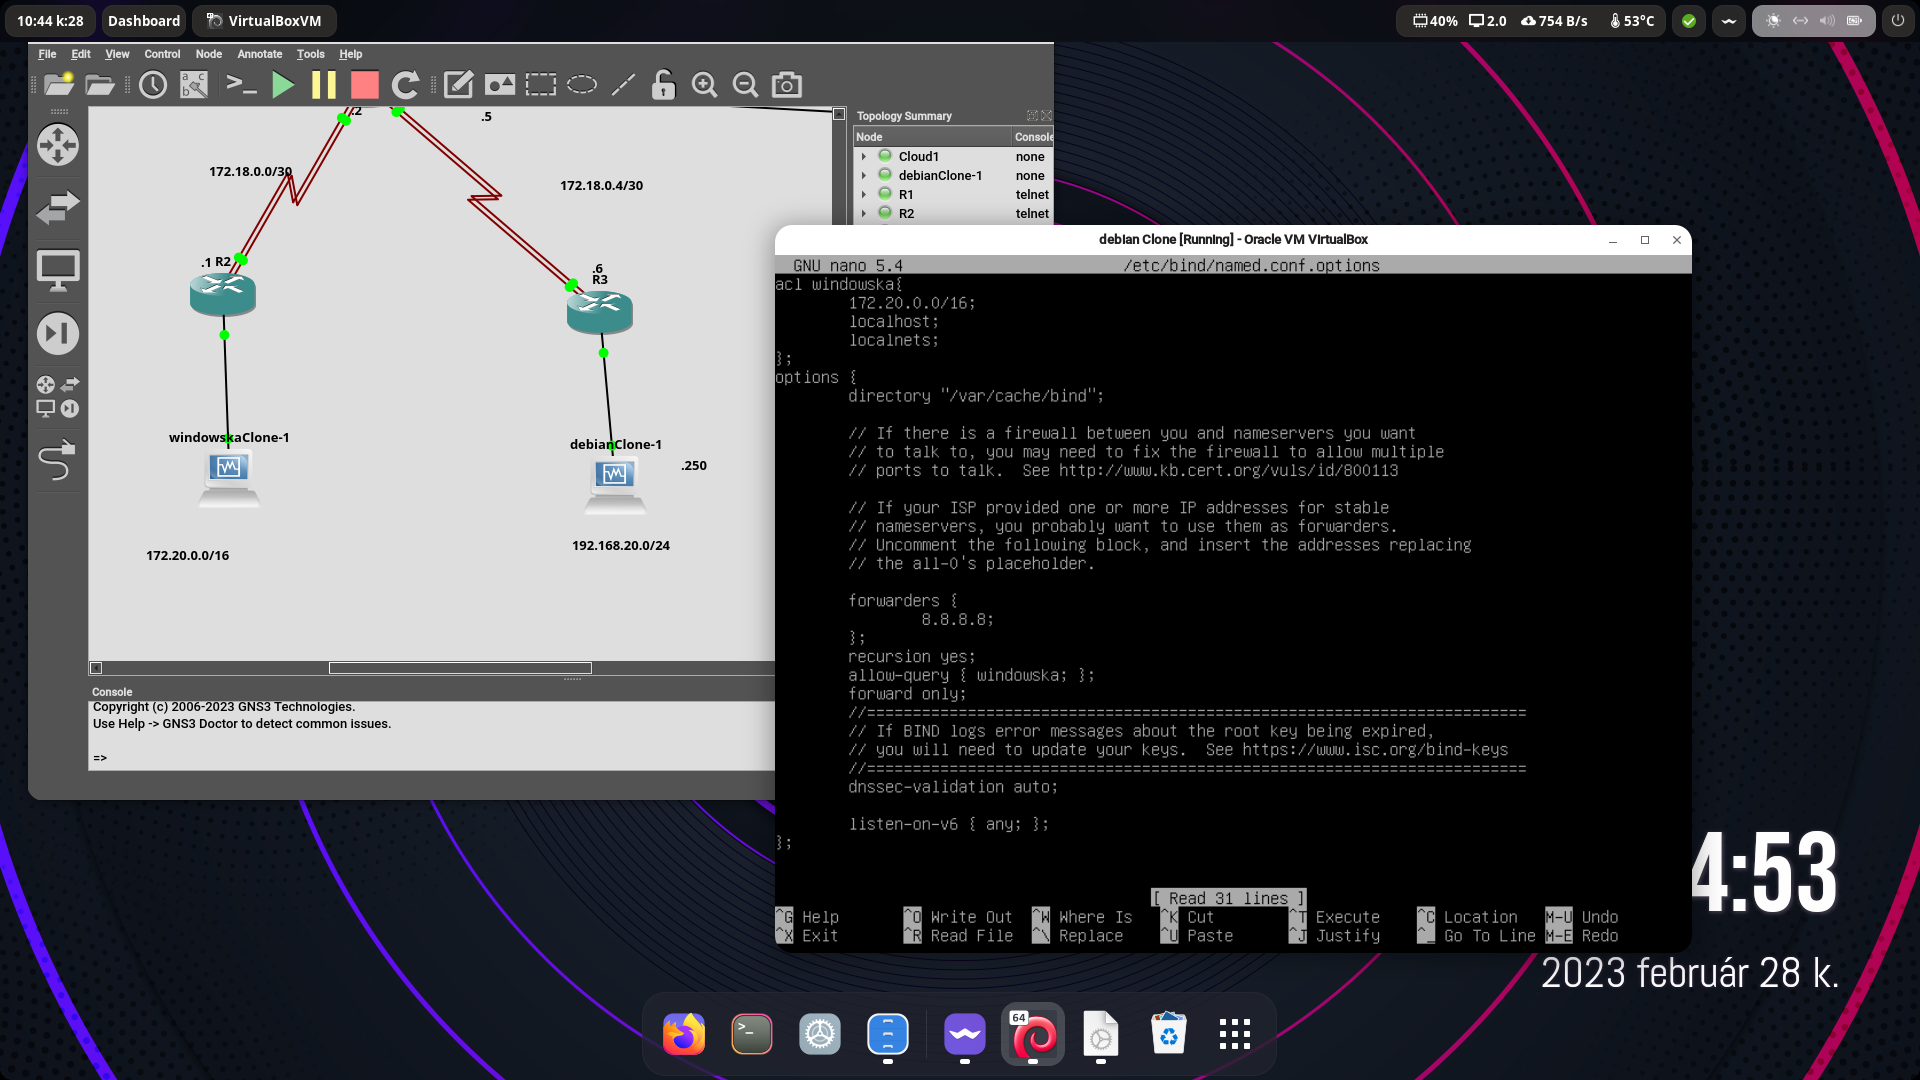 10:44 k:28
Dashboard
VirtualBoxVM
40%
2.0
754 B/s
53°C
File Edit View Control Node Annotate Tools Help
.2
.5
172.18.0.0/30
172.18.0.4/30
.1 R2
.6
R3
windowskaClone-1
debianClone-1
.250
172.20.0.0/16
192.168.20.0/24
Topology Summary
Node Console
Cloud1 none
debianClone-1 none
R1 telnet
R2 telnet
Console
Copyright (c) 2006-2023 GNS3 Technologies.
Use Help -> GNS3 Doctor to detect common issues.
=>
debian Clone [Running] - Oracle VM VirtualBox
GNU nano 5.4 /etc/bind/named.conf.options
acl windowska{
172.20.0.0/16;
localhost;
localnets;
};
options {
directory "/var/cache/bind";
// If there is a firewall between you and nameservers you want
// to talk to, you may need to fix the firewall to allow multiple
// ports to talk.  See http://www.kb.cert.org/vuls/id/800113
// If your ISP provided one or more IP addresses for stable
// nameservers, you probably want to use them as forwarders.
// Uncomment the following block, and insert the addresses replacing
// the all-0's placeholder.
forwarders {
8.8.8.8;
};
recursion yes;
allow-query { windowska; };
forward only;
//========================================================================
// If BIND logs error messages about the root key being expired,
// you will need to update your keys.  See https://www.isc.org/bind-keys
//========================================================================
dnssec-validation auto;
listen-on-v6 { any; };
};
[ Read 31 lines ]
^G Help ^O Write Out ^W Where Is ^K Cut ^T Execute ^C Location M-U Undo
^X Exit ^R Read File ^\ Replace ^U Paste ^J Justify ^_ Go To Line M-E Redo
4:53
2023 február 28 k.
64